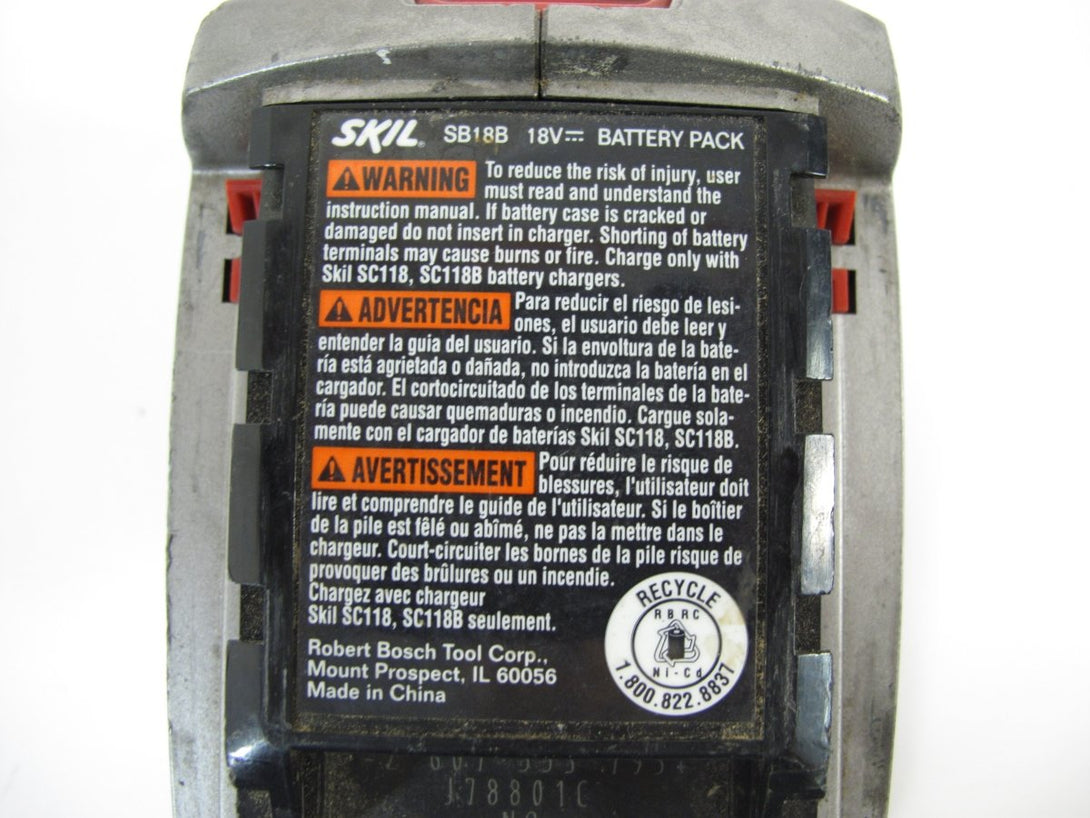 SKIL® SB18B 18V⎓ BATTERY PACK
⚠WARNING To reduce the risk of injury, user
must read and understand the
instruction manual. If battery case is cracked or
damaged do not insert in charger. Shorting of battery
terminals may cause burns or fire. Charge only with
Skil SC118, SC118B battery chargers.
⚠ ADVERTENCIA Para reducir el riesgo de lesi-
ones, el usuario debe leer y
entender la guia del usuario. Si la envoltura de la bate-
ría está agrietada o dañada, no introduzca la batería en el
cargador. El cortocircuitado de los terminales de la bate-
ría puede causar quemaduras o incendio. Cargue sola-
mente con el cargador de baterías Skil SC118, SC118B.
⚠ AVERTISSEMENT Pour réduire le risque de
blessures, l'utilisateur doit
lire et comprendre le guide de l'utilisateur. Si le boîtier
de la pile est fêlé ou abîmé, ne pas la mettre dans le
chargeur. Court-circuiter les bornes de la pile risque de
provoquer des brûlures ou un incendie.
Chargez avec chargeur
Skil SC118, SC118B seulement.
Robert Bosch Tool Corp.,
Mount Prospect, IL 60056
Made in China
RECYCLE
RBRC
Ni-Cd
1.800.822.8837
J78801C